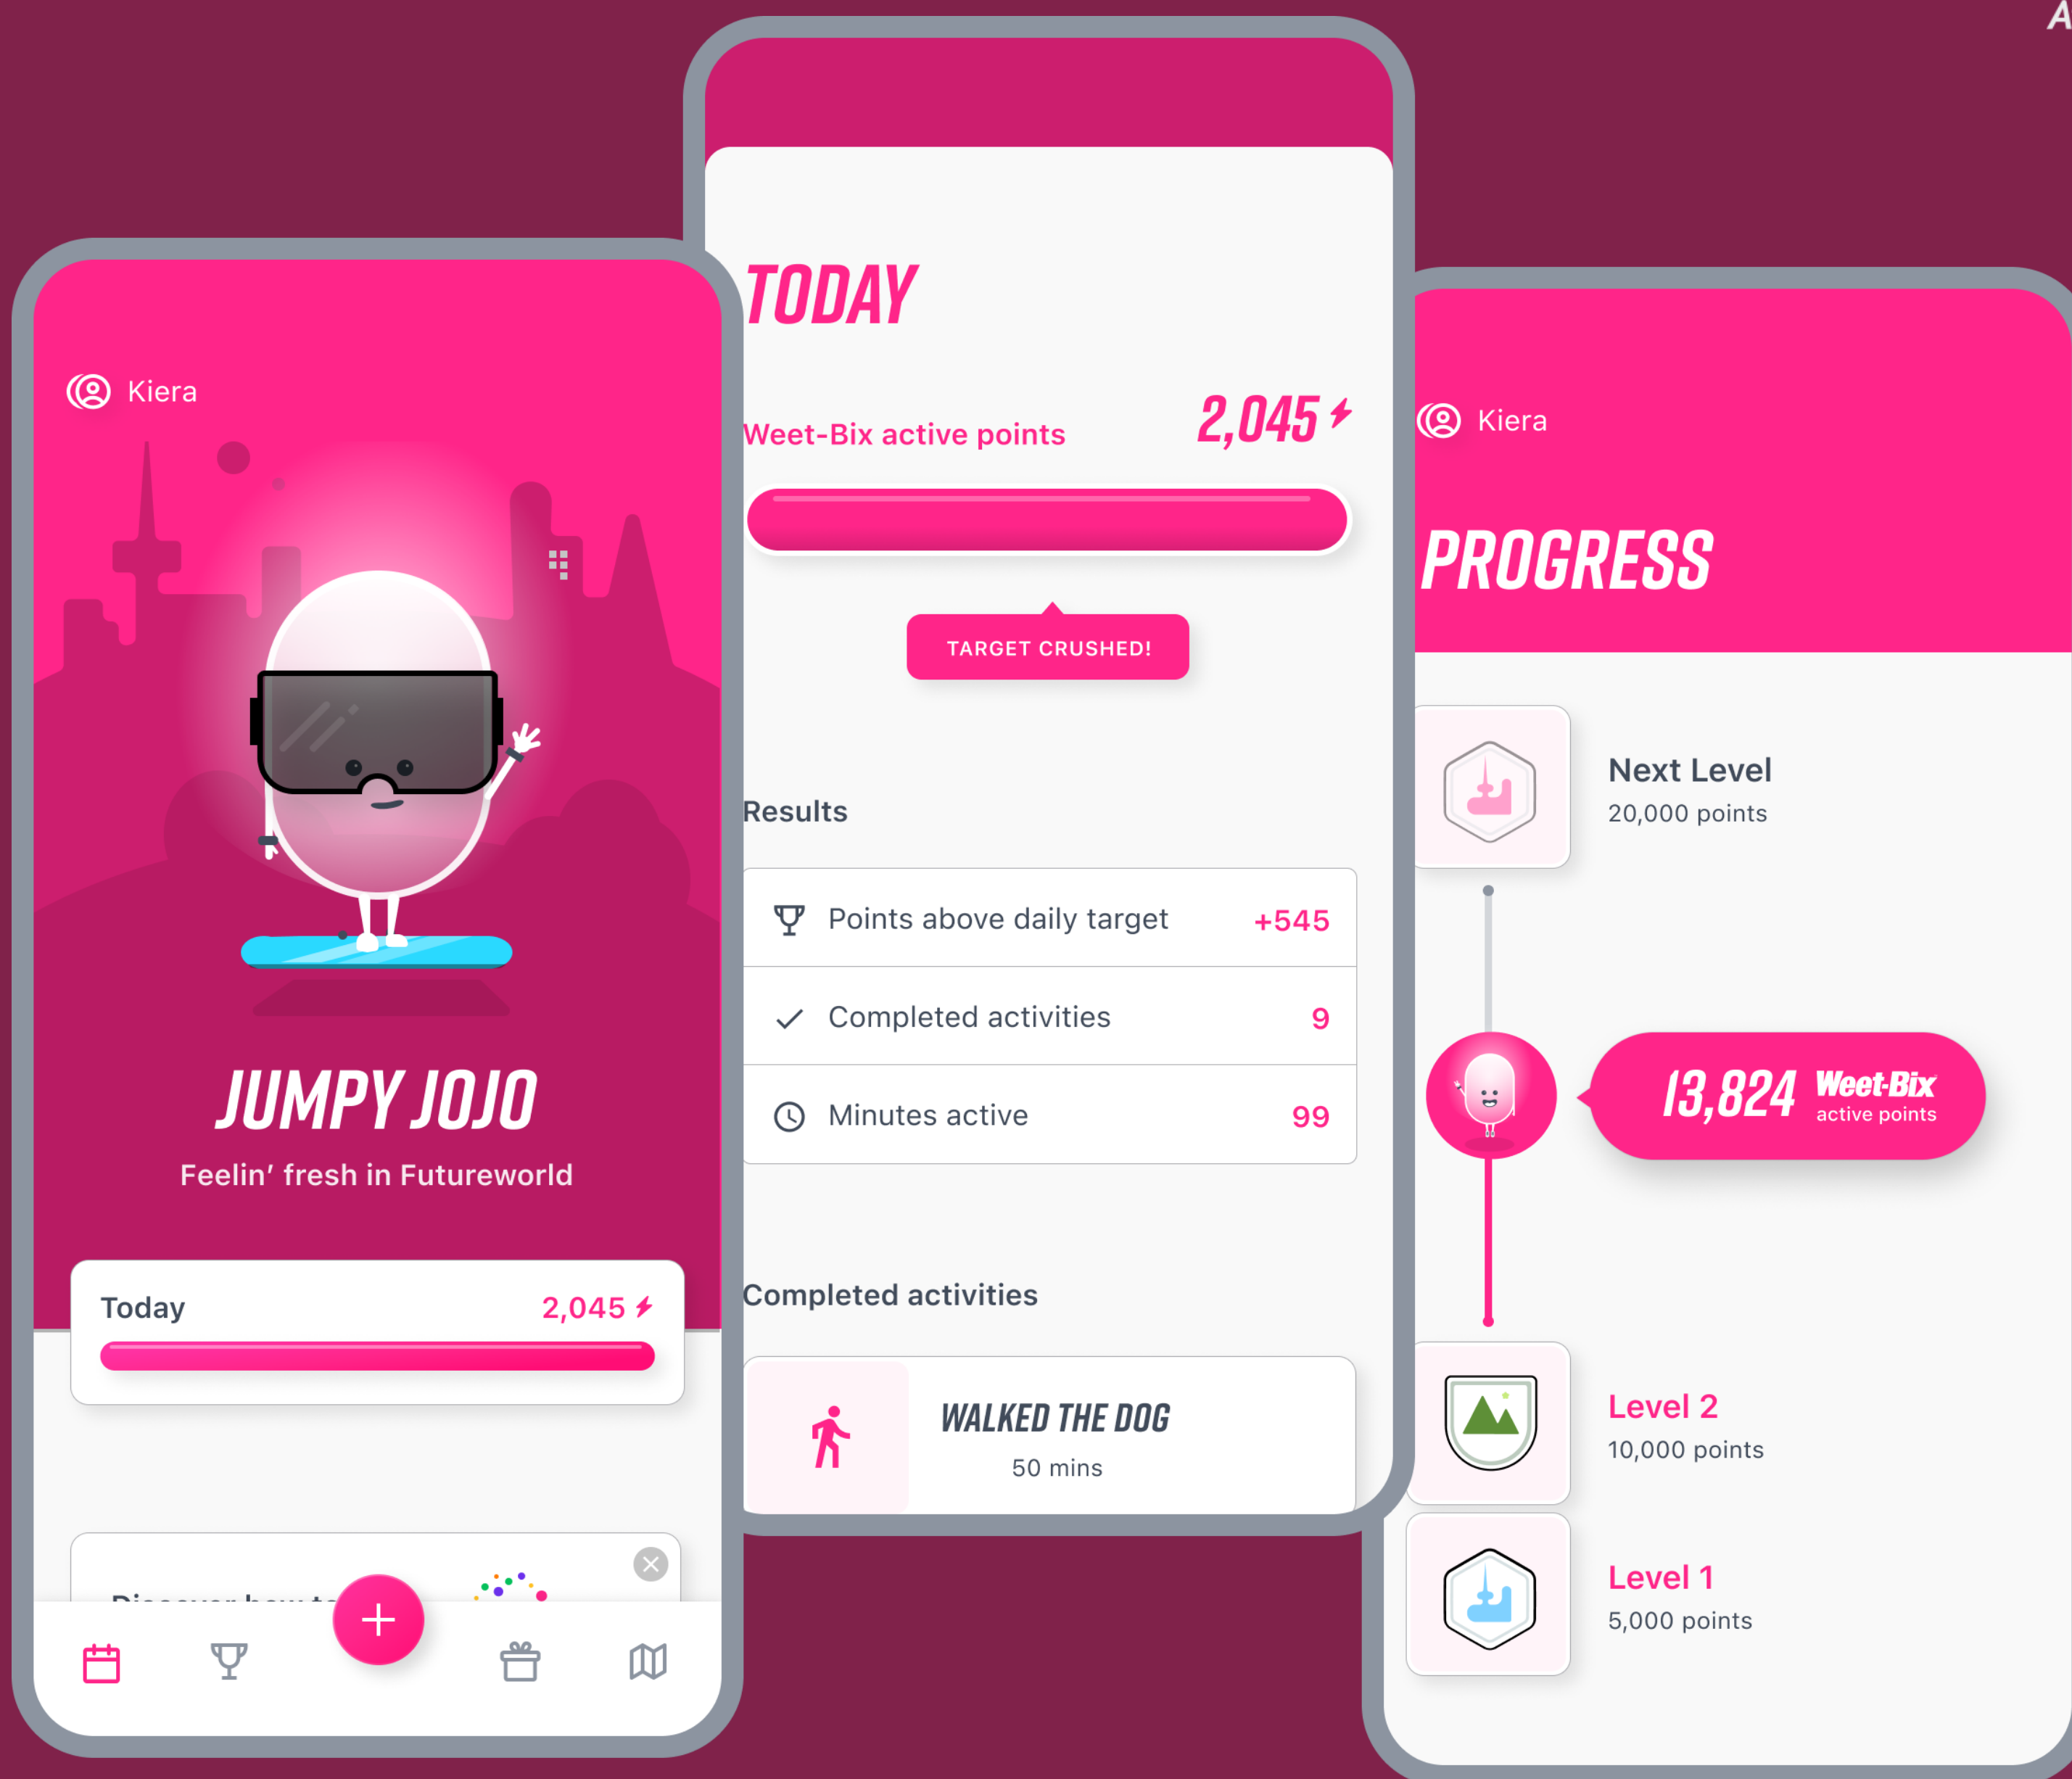 A
Kiera
JUMPY JOJO
Feelin’ fresh in Futureworld
Today 2,045
Discover how to
TODAY
Weet-Bix active points 2,045
TARGET CRUSHED!
Results
Points above daily target +545
Completed activities 9
Minutes active 99
Completed activities
WALKED THE DOG
50 mins
Kiera
PROGRESS
Next Level
20,000 points
13,824 Weet-Bix
active points
Level 2
10,000 points
Level 1
5,000 points